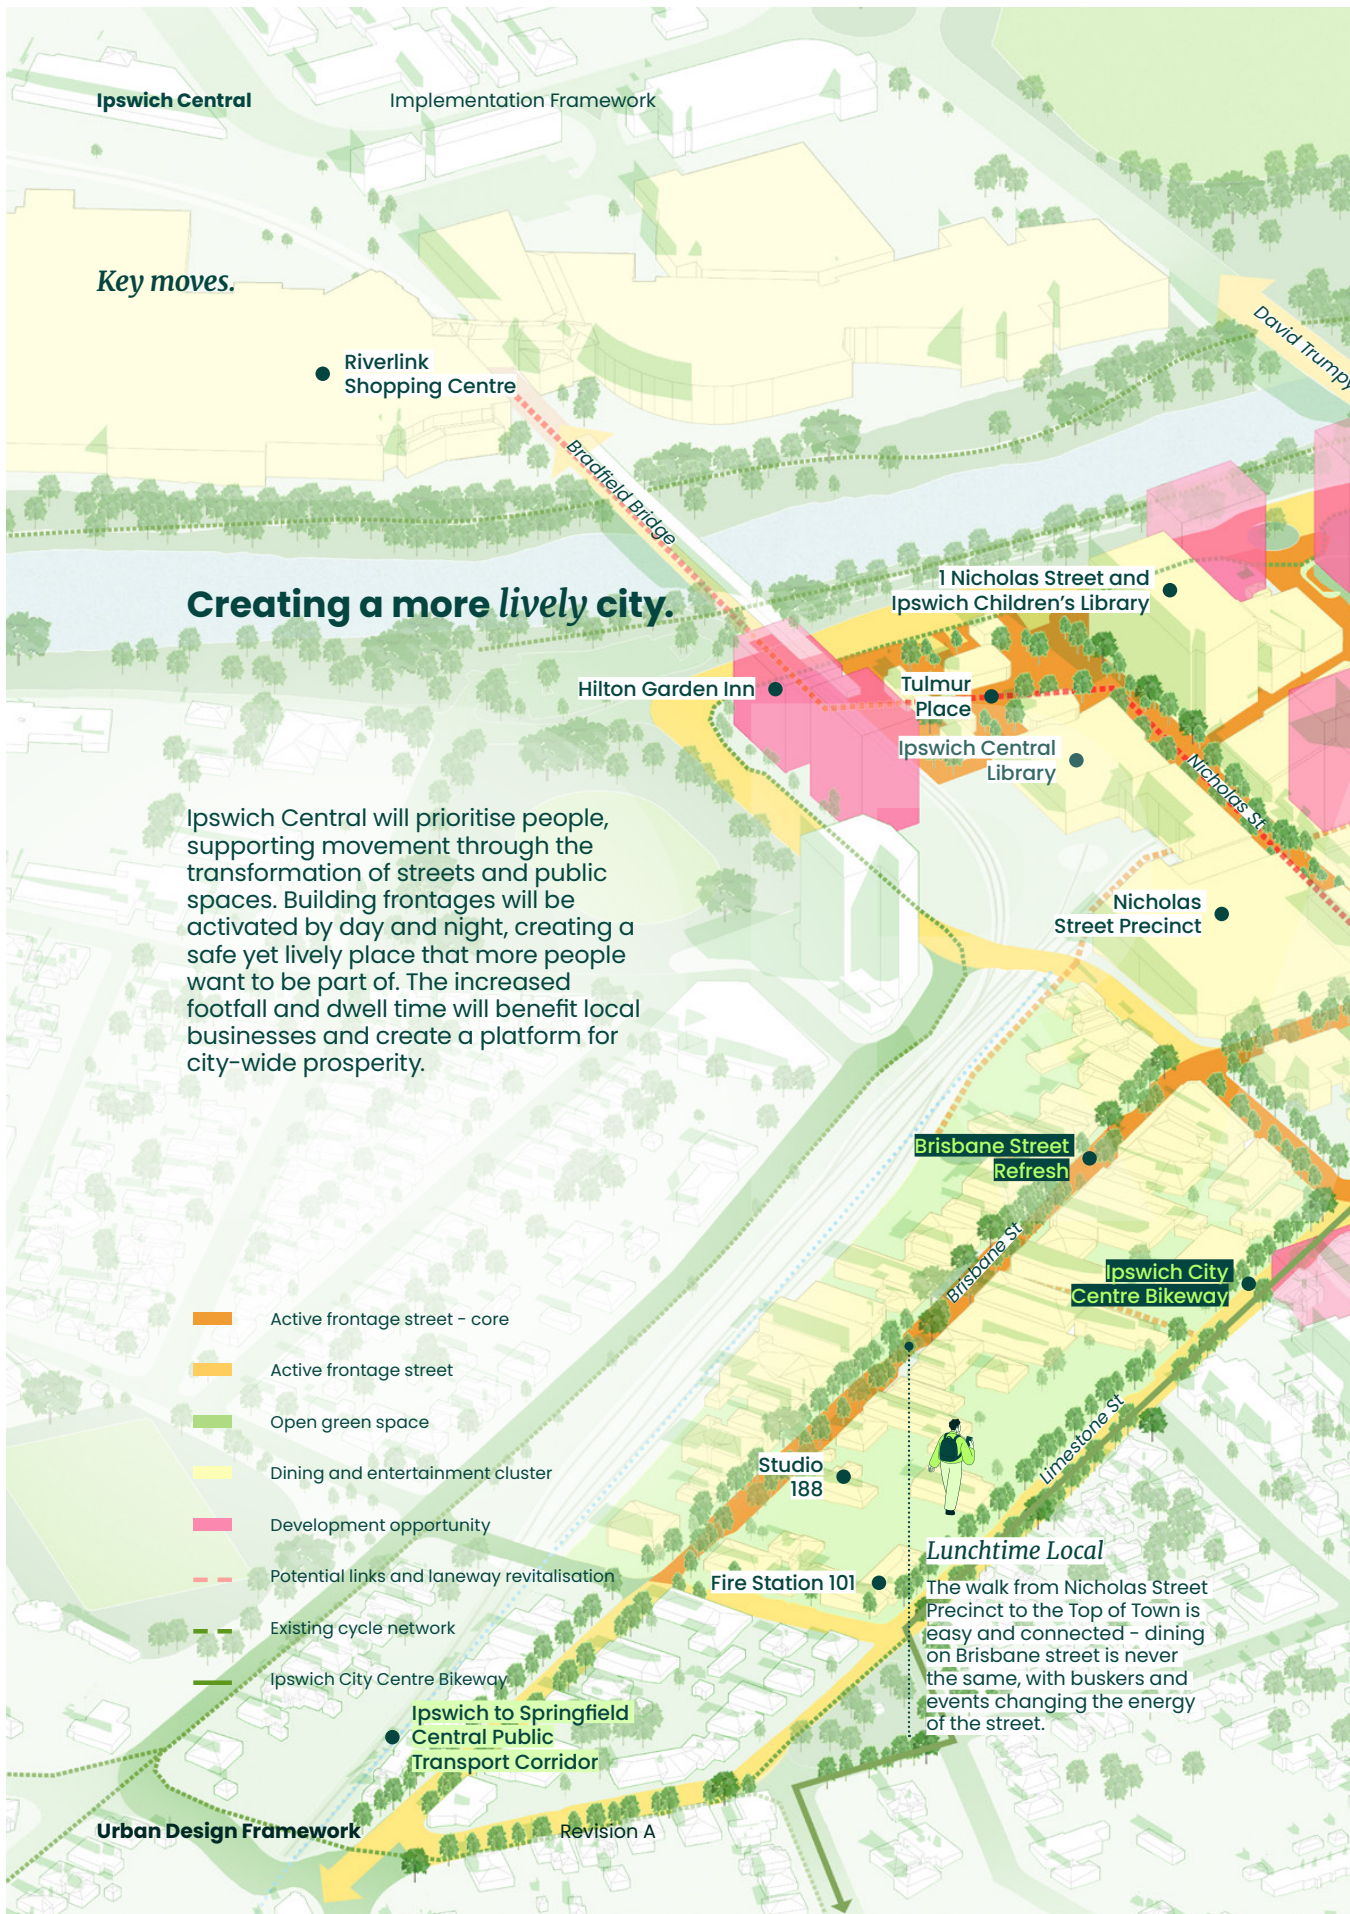 Ipswich Central
Implementation Framework
Key moves.
Riverlink
Shopping Centre
David Trumpy
Bradfield Bridge
Creating a more lively city.
1 Nicholas Street and
Ipswich Children's Library
Hilton Garden Inn
Tulmur
Place
Ipswich Central
Library
Nicholas St
Ipswich Central will prioritise people,
supporting movement through the
transformation of streets and public
spaces. Building frontages will be
activated by day and night, creating a
safe yet lively place that more people
want to be part of. The increased
footfall and dwell time will benefit local
businesses and create a platform for
city-wide prosperity.
Nicholas
Street Precinct
Brisbane Street
Refresh
Brisbane St
Ipswich City
Centre Bikeway
Limestone St
Active frontage street - core
Active frontage street
Open green space
Dining and entertainment cluster
Development opportunity
Potential links and laneway revitalisation
Existing cycle network
Ipswich City Centre Bikeway
Studio
188
Fire Station 101
Lunchtime Local
The walk from Nicholas Street
Precinct to the Top of Town is
easy and connected - dining
on Brisbane street is never
the same, with buskers and
events changing the energy
of the street.
Ipswich to Springfield
Central Public
Transport Corridor
Urban Design Framework
Revision A